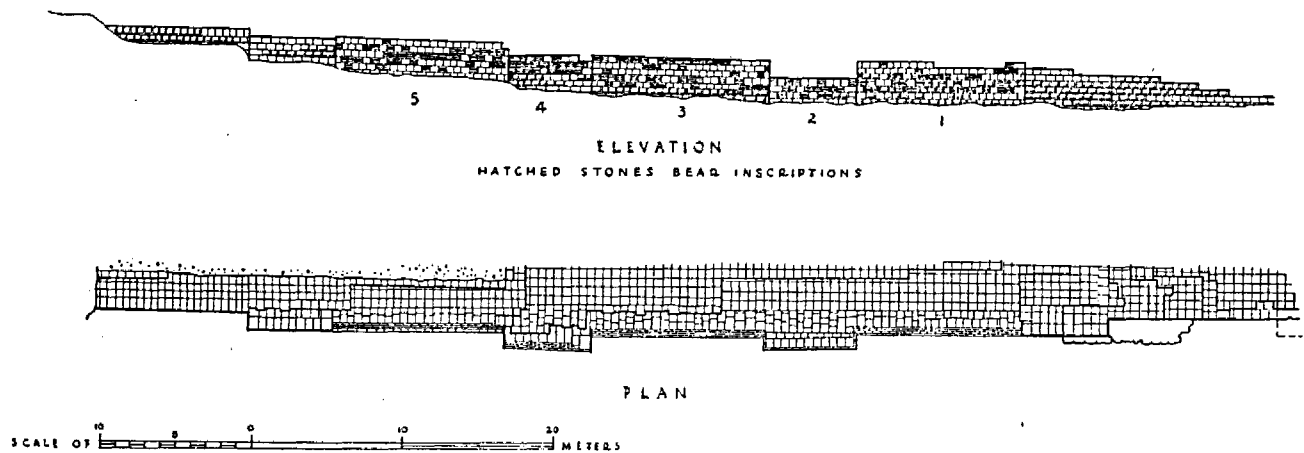 5 4 3 2 1
ELEVATION
HATCHED STONES BEAR INSCRIPTIONS
PLAN
10 5 0 10 20
SCALE OF METERS